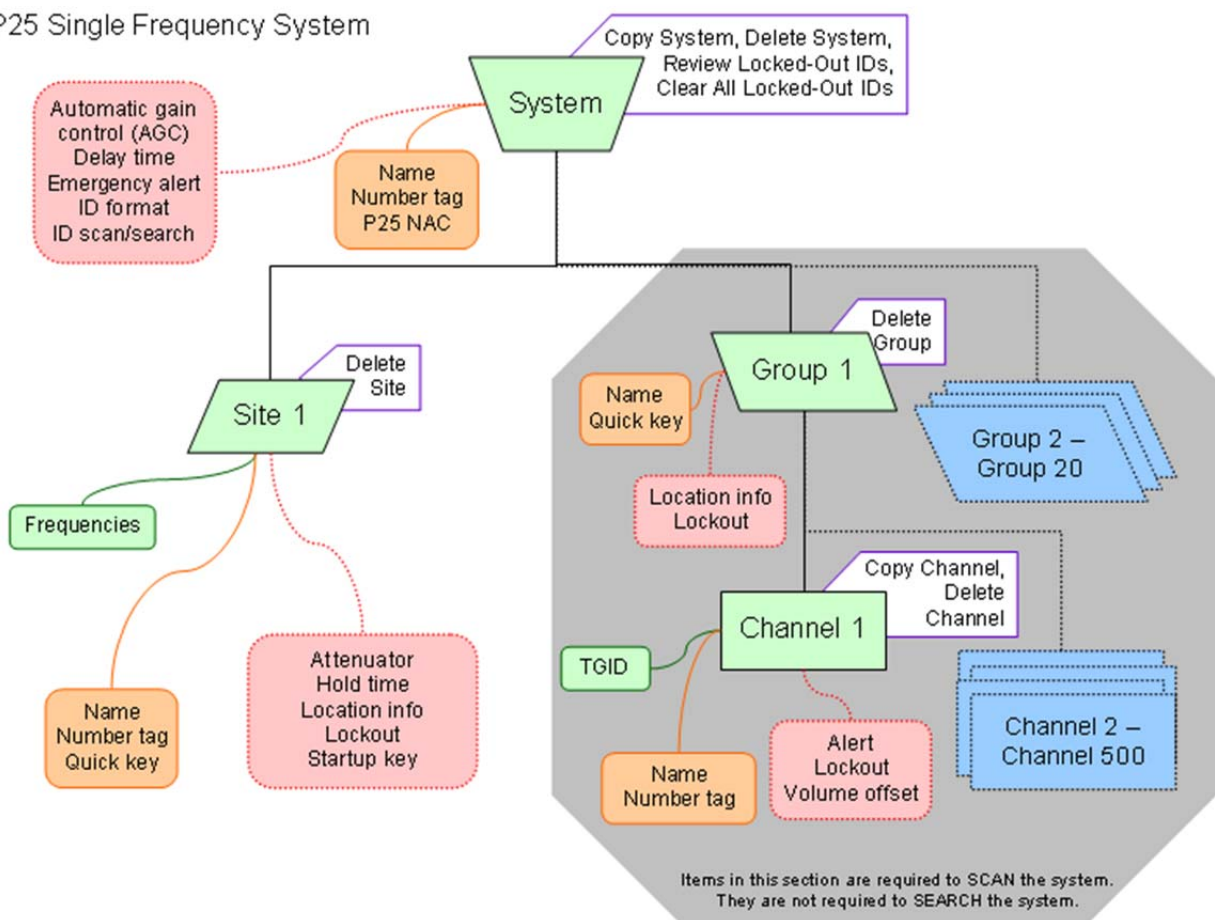 P25 Single Frequency System
Copy System, Delete System,
Review Locked-Out IDs,
Clear All Locked-Out IDs
System
Automatic gain
control (AGC)
Delay time
Emergency alert
ID format
ID scan/search
Name
Number tag
P25 NAC
Delete
Site
Site 1
Frequencies
Name
Number tag
Quick key
Attenuator
Hold time
Location info
Lockout
Startup key
Delete
Group
Group 1
Name
Quick key
Location info
Lockout
Group 2 –
Group 20
Copy Channel,
Delete
Channel
Channel 1
TGID
Name
Number tag
Alert
Lockout
Volume offset
Channel 2 –
Channel 500
Items in this section are required to SCAN the system.
They are not required to SEARCH the system.